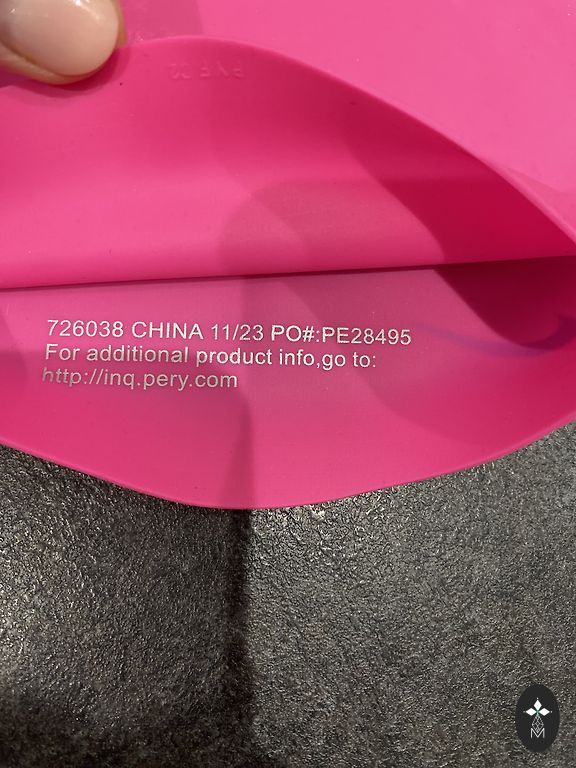 726038 CHINA 11/23 PO#:PE28495
For additional product info,go to:
http://inq.pery.com
M